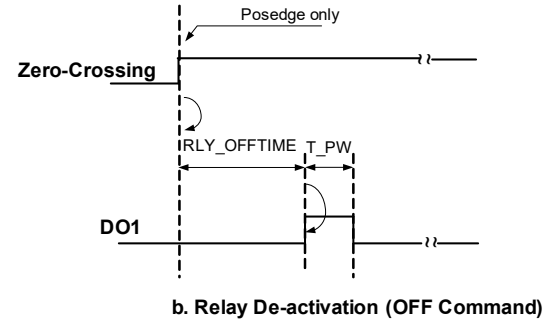 Posedge only
Zero-Crossing
RLY_OFFTIME T_PW
DO1
b. Relay De-activation (OFF Command)